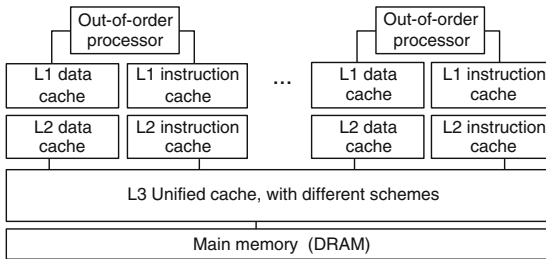 Out-of-order
processor
Out-of-order
processor
L1 data
cache
L1 instruction
cache
...
L1 data
cache
L1 instruction
cache
L2 data
cache
L2 instruction
cache
L2 data
cache
L2 instruction
cache
L3 Unified cache, with different schemes
Main memory (DRAM)